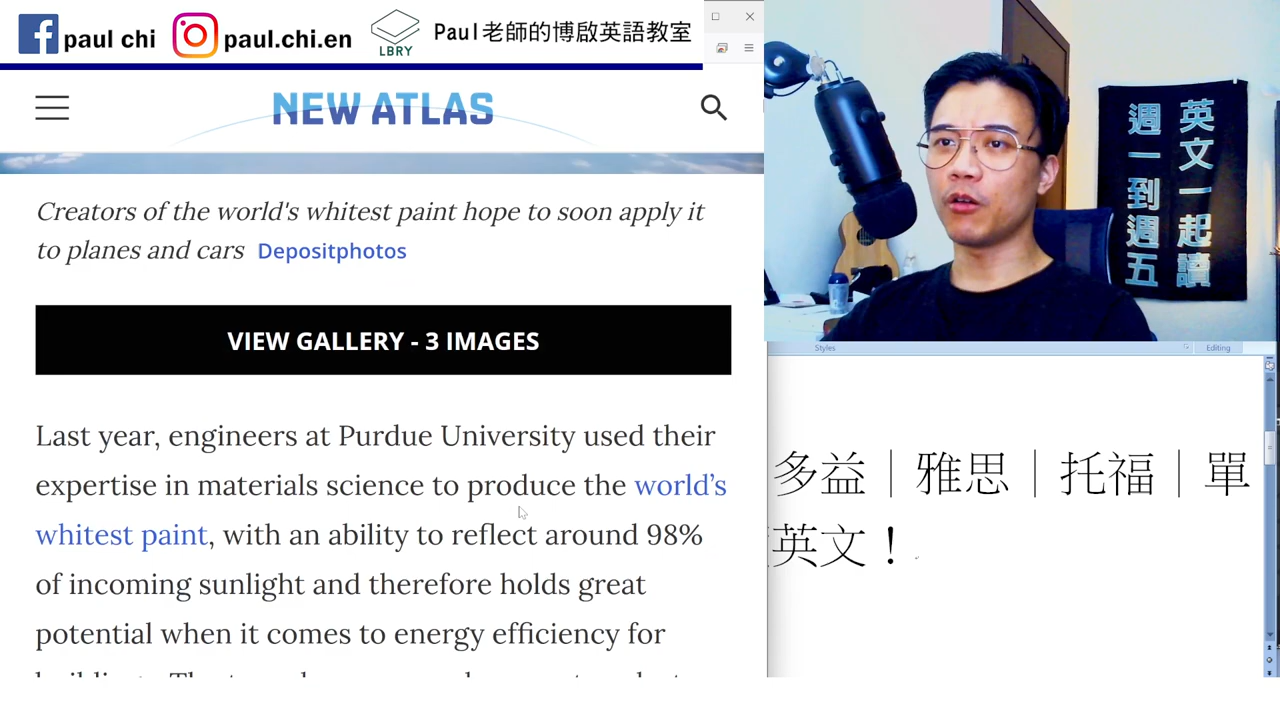 paul chi
paul.chi.en
LBRY
Paul老師的博啟英語教室
NEW ATLAS
Creators of the world's whitest paint hope to soon apply it
to planes and cars Depositphotos
VIEW GALLERY - 3 IMAGES
Last year, engineers at Purdue University used their
expertise in materials science to produce the world's
whitest paint, with an ability to reflect around 98%
of incoming sunlight and therefore holds great
potential when it comes to energy efficiency for
英文一起讀
週一到週五
Styles
Editing
多益｜雅思｜托福｜單
英文！